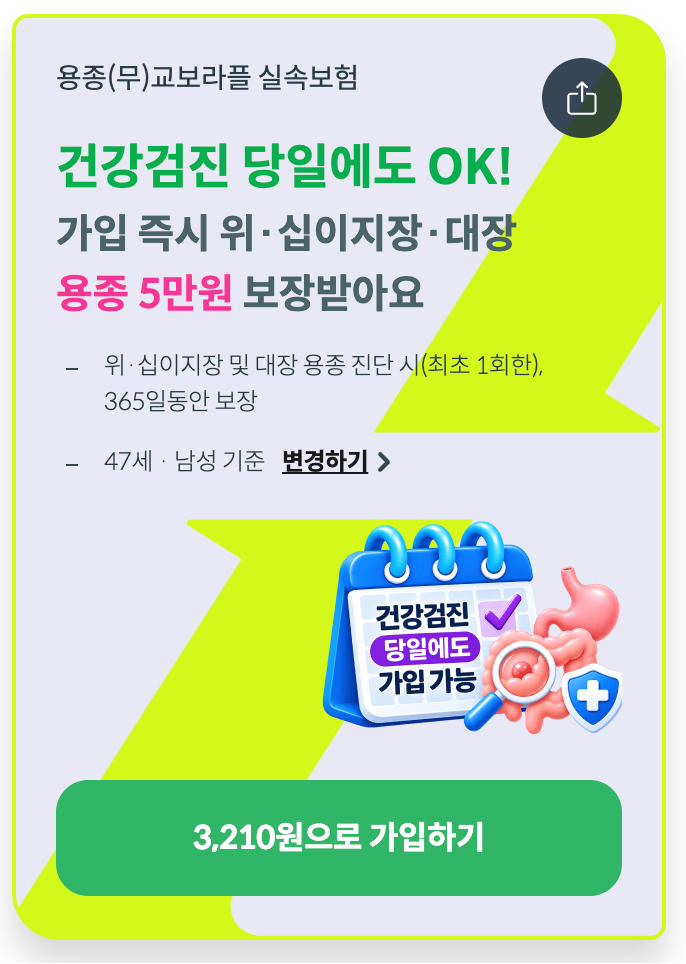 용종(무)교보라플 실속보험
건강검진 당일에도 OK!
가입 즉시 위·십이지장·대장
용종 5만원 보장받아요
– 위·십이지장 및 대장 용종 진단 시(최초 1회한),
365일동안 보장
– 47세 · 남성 기준 변경하기
건강검진
당일에도
가입 가능
3,210원으로 가입하기